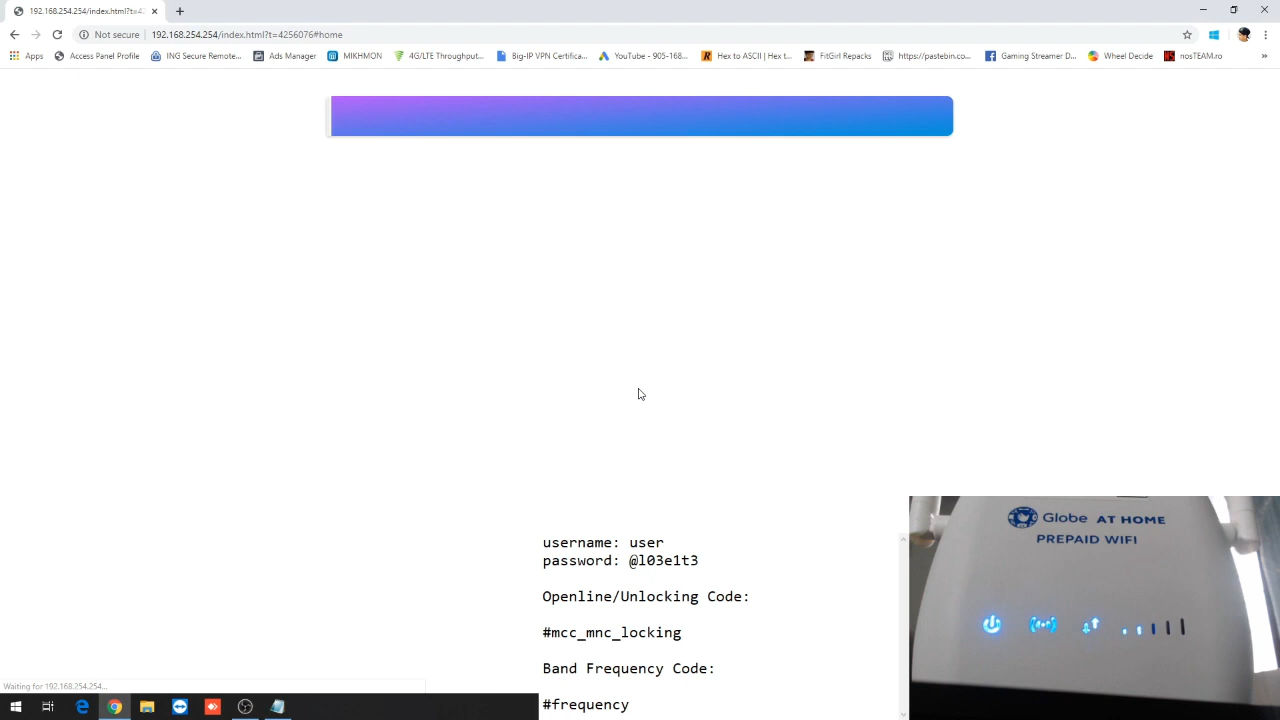 192.168.254.254/index.html?t=42
Not secure
192.168.254.254/index.html?t=4256076#home
Apps
Access Panel Profile
ING Secure Remote...
Ads Manager
MIKHMON
4G/LTE Throughput...
Big-IP VPN Certifica...
YouTube - 905-168...
Hex to ASCII | Hex t...
FitGirl Repacks
https://pastebin.co...
Gaming Streamer D...
Wheel Decide
nosTEAM.ro
Globe AT HOME
PREPAID WIFI
username: user
password: @l03e1t3
Openline/Unlocking Code:
#mcc_mnc_locking
Band Frequency Code:
#frequency
Waiting for 192.168.254.254...